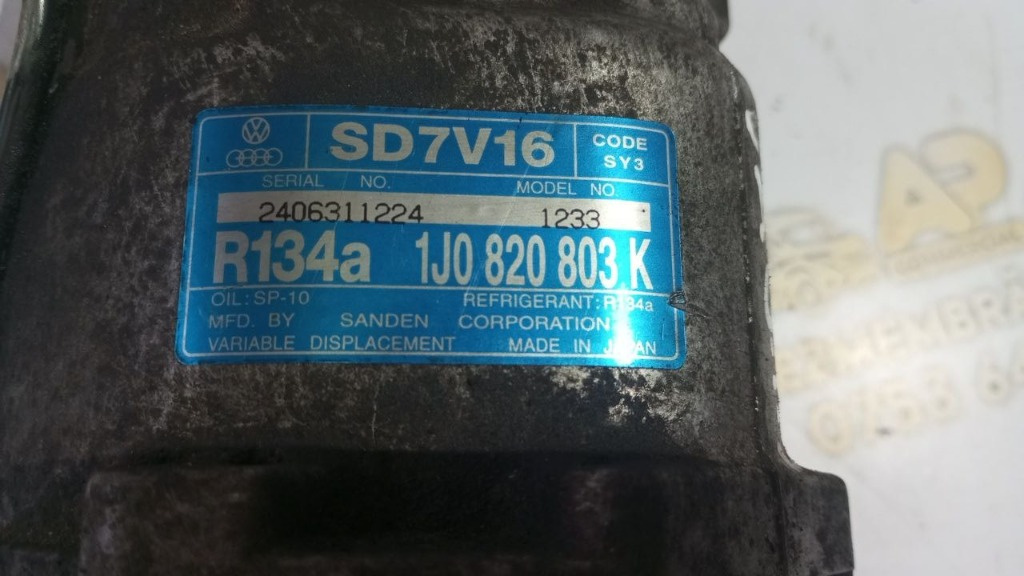 SD7V16
CODE
SY3
SERIAL NO. MODEL NO.
2406311224 1233
R134a 1J0 820 803 K
OIL: SP-10 REFRIGERANT: R134a
MFD. BY SANDEN CORPORATION
VARIABLE DISPLACEMENT MADE IN JAPAN
AP